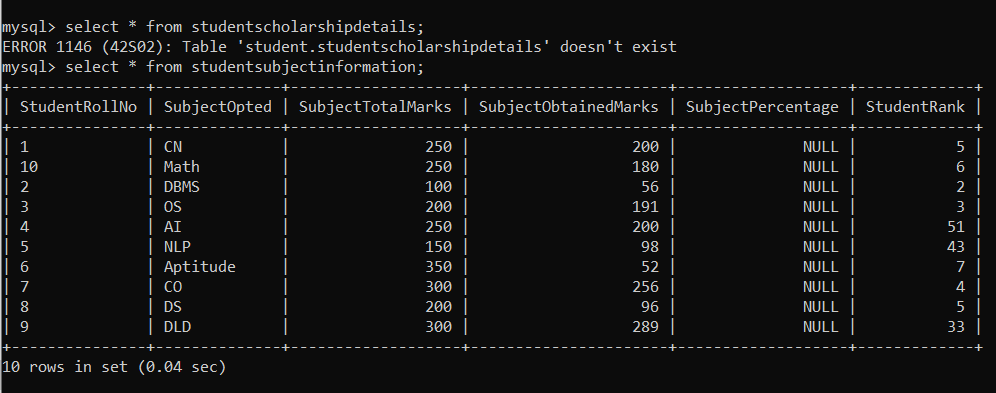 mysql> select * from studentscholarshipdetails;
ERROR 1146 (42S02): Table 'student.studentscholarshipdetails' doesn't exist
mysql> select * from studentsubjectinformation;
+---------------+--------------+-------------------+----------------------+-------------------+-------------+
| StudentRollNo | SubjectOpted | SubjectTotalMarks | SubjectObtainedMarks | SubjectPercentage | StudentRank |
+---------------+--------------+-------------------+----------------------+-------------------+-------------+
| 1             | CN           |               250 |                  200 |              NULL |           5 |
| 10            | Math         |               250 |                  180 |              NULL |           6 |
| 2             | DBMS         |               100 |                   56 |              NULL |           2 |
| 3             | OS           |               200 |                  191 |              NULL |           3 |
| 4             | AI           |               250 |                  200 |              NULL |          51 |
| 5             | NLP          |               150 |                   98 |              NULL |          43 |
| 6             | Aptitude     |               350 |                   52 |              NULL |           7 |
| 7             | CO           |               300 |                  256 |              NULL |           4 |
| 8             | DS           |               200 |                   96 |              NULL |           5 |
| 9             | DLD          |               300 |                  289 |              NULL |          33 |
+---------------+--------------+-------------------+----------------------+-------------------+-------------+
10 rows in set (0.04 sec)